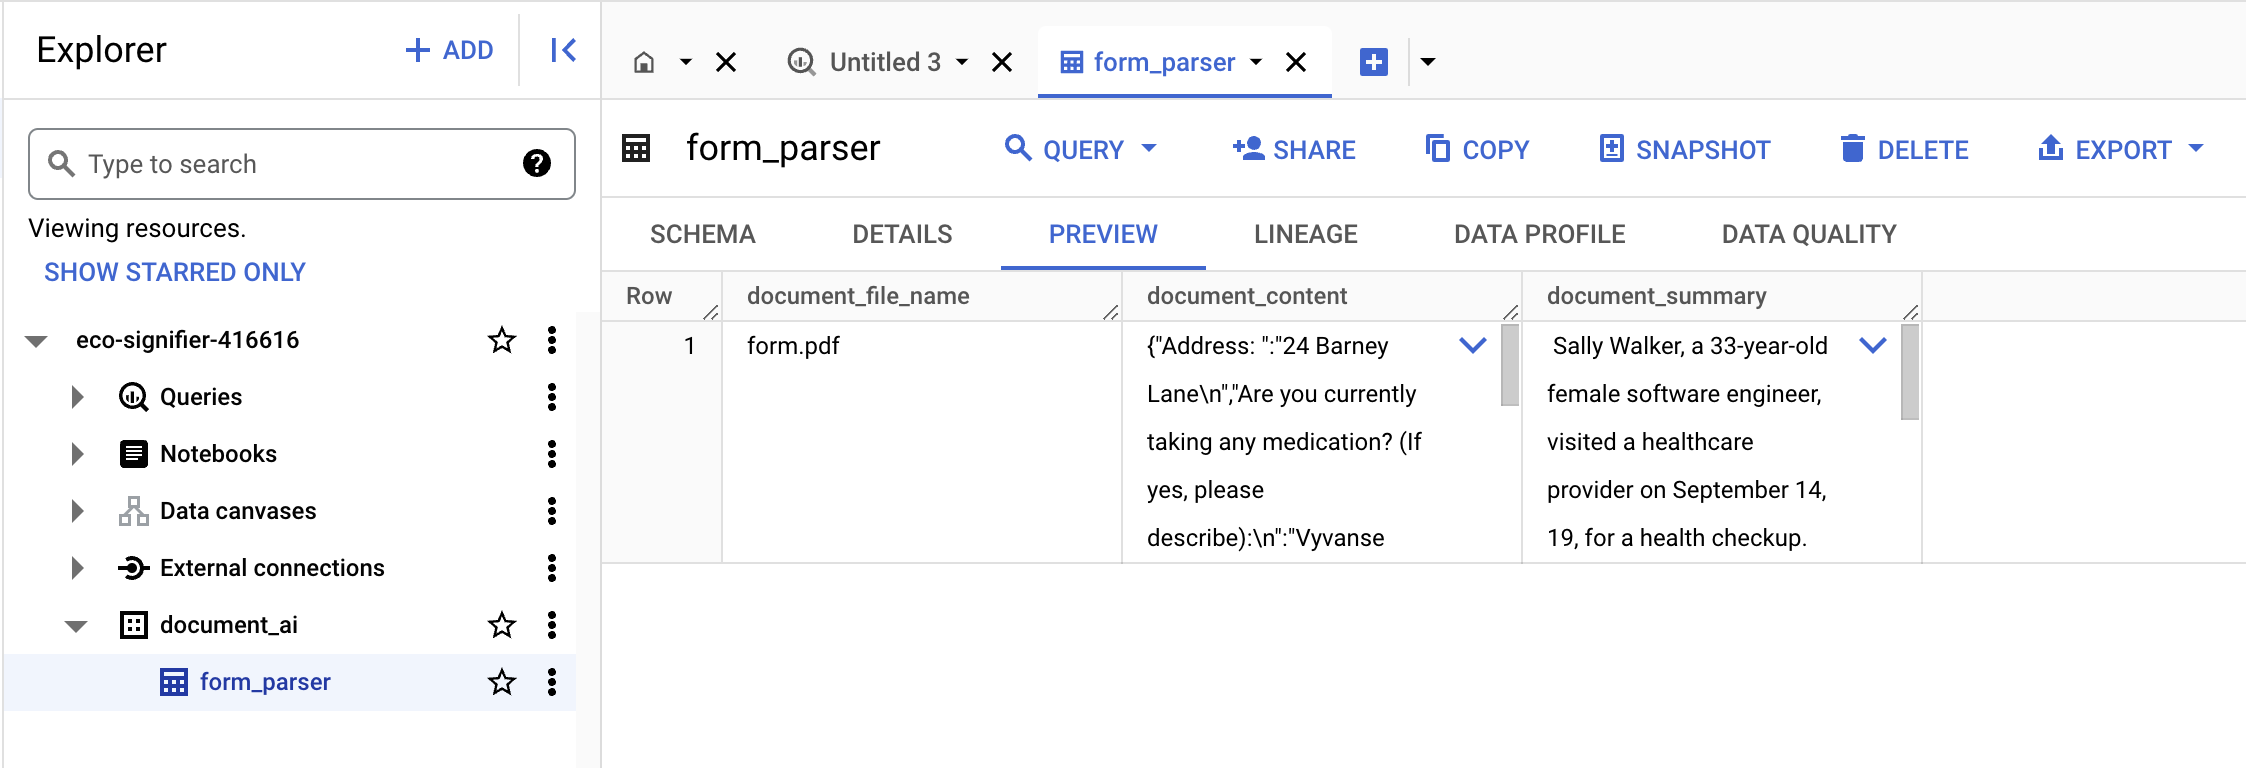 Explorer
+ ADD
Untitled 3
form_parser
Type to search
?
Viewing resources.
SHOW STARRED ONLY
eco-signifier-416616
Queries
Notebooks
Data canvases
External connections
document_ai
form_parser
form_parser
QUERY
SHARE
COPY
SNAPSHOT
DELETE
EXPORT
SCHEMA
DETAILS
PREVIEW
LINEAGE
DATA PROFILE
DATA QUALITY
Row
document_file_name
document_content
document_summary
1
form.pdf
{"Address: ":"24 Barney
Lane\n","Are you currently
taking any medication? (If
yes, please
describe):\n":"Vyvanse
Sally Walker, a 33-year-old
female software engineer,
visited a healthcare
provider on September 14,
19, for a health checkup.